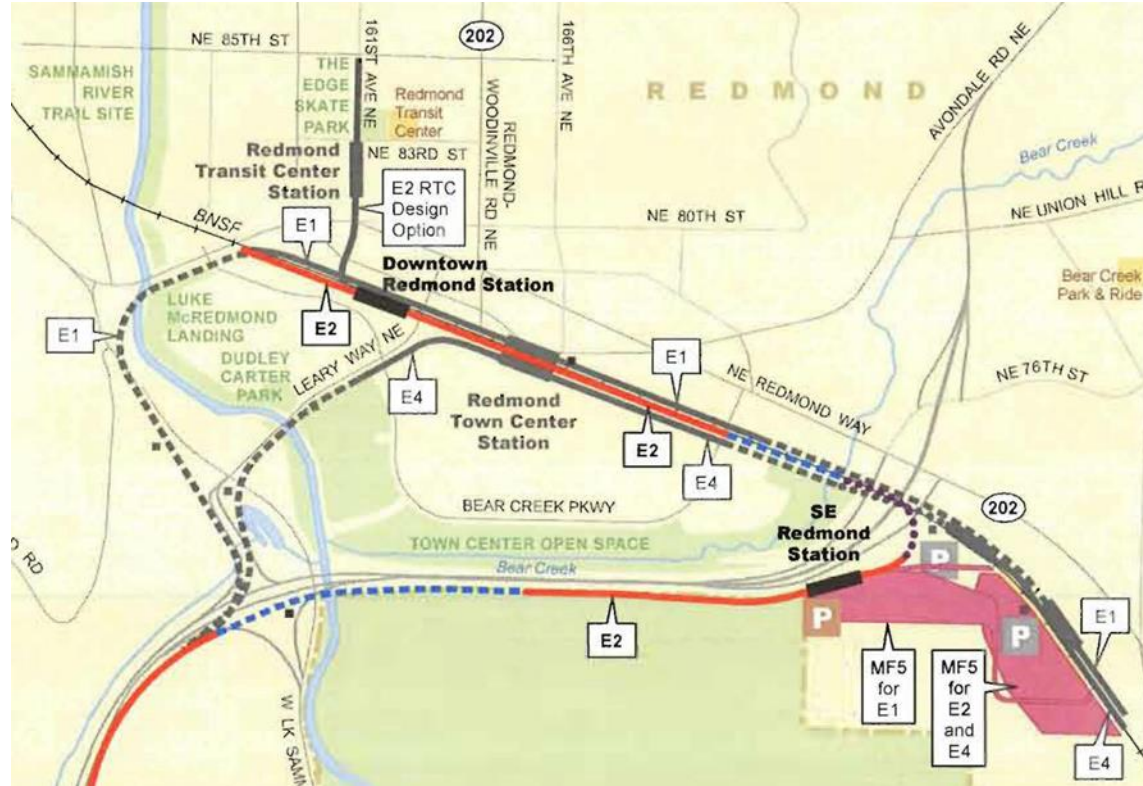 NE 85TH ST
202
161ST AVE NE
166TH AVE NE
AVONDALE RD NE
SAMMAMISH
RIVER
TRAIL SITE
THE
EDGE
SKATE
PARK
Redmond
Transit
Center
REDMOND-
WOODINVILLE RD NE
REDMOND
Bear Creek
Redmond
Transit Center
Station
NE 83RD ST
E2 RTC
Design
Option
NE 80TH ST
NE UNION HILL R
BNSF
E1
Downtown
Redmond Station
Bear Creek
Park & Ride
LUKE
McREDMOND
LANDING
E1
E2
DUDLEY
CARTER
PARK
LEARY WAY NE
E4
E1
NE REDMOND WAY
NE 76TH ST
Redmond
Town Center
Station
E2
E4
BEAR CREEK PKWY
SE
Redmond
Station
202
TOWN CENTER OPEN SPACE
Bear Creek
D RD
P
P
P
E2
MF5
for
E1
MF5
for
E2
and
E4
E1
E4
W LK SAMM